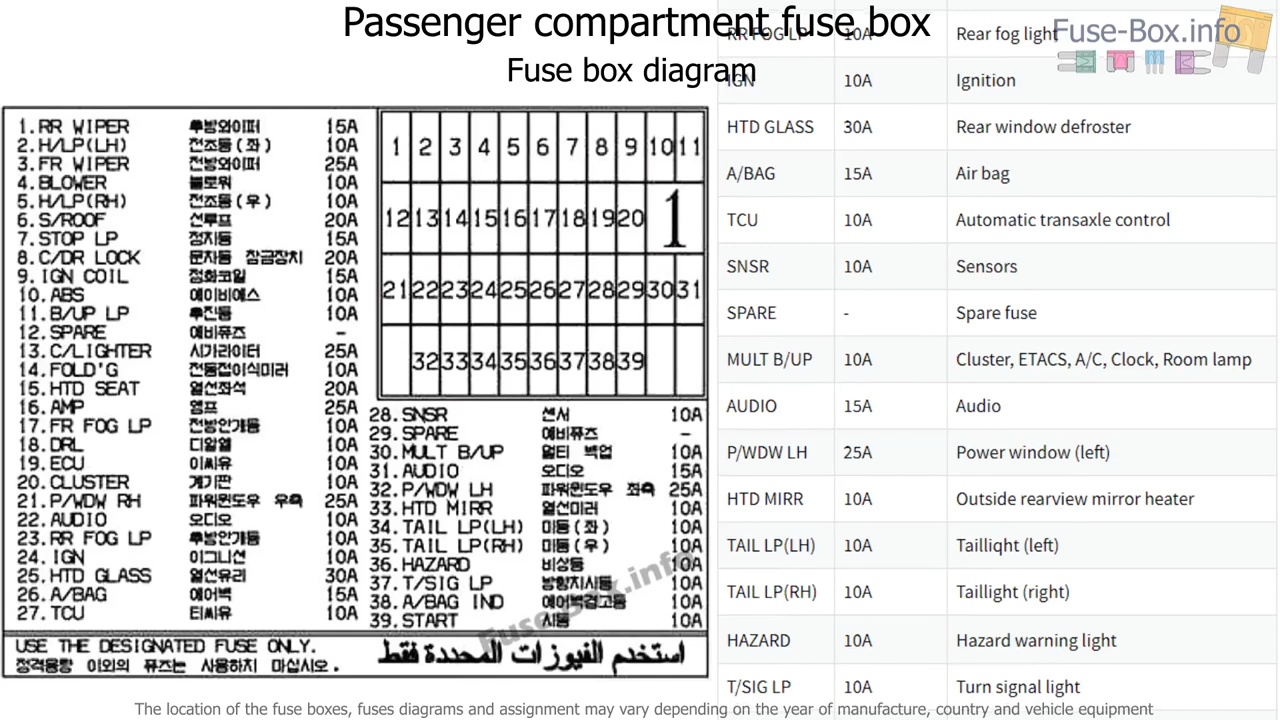 Passenger compartment fuse box
Fuse box diagram
Fuse-Box.info
1.RR WIPER 후방와이퍼 15A
2.H/LP(LH) 전조등(좌) 10A
3.FR WIPER 전방와이퍼 25A
4.BLOWER 블로워 10A
5.H/LP(RH) 전조등(우) 10A
6.S/ROOF 선루프 20A
7.STOP LP 정지등 15A
8.C/DR LOCK 문자동 잠금장치 20A
9.IGN COIL 점화코일 15A
10.ABS 에이비에스 10A
11.B/UP LP 후진등 10A
12.SPARE 예비퓨즈 -
13.C/LIGHTER 시가라이터 25A
14.FOLD'G 전동접이식미러 10A
15.HTD SEAT 열선좌석 20A
16.AMP 앰프 25A
17.FR FOG LP 전방안개등 10A
18.DRL 디알엘 10A
19.ECU 이씨유 10A
20.CLUSTER 계기판 10A
21.P/WDW RH 파워윈도우 우측 25A
22.AUDIO 오디오 10A
23.RR FOG LP 후방안개등 10A
24.IGN 이그니션 10A
25.HTD GLASS 열선유리 30A
26.A/BAG 에어백 15A
27.TCU 티씨유 10A
1 2 3 4 5 6 7 8 9 10 11
12 13 14 15 16 17 18 19 20 1
21 22 23 24 25 26 27 28 29 30 31
32 33 34 35 36 37 38 39
28.SNSR 센서 10A
29.SPARE 예비퓨즈 -
30.MULT B/UP 멀티 백업 10A
31.AUDIO 오디오 15A
32.P/WDW LH 파워윈도우 좌측 25A
33.HTD MIRR 열선미러 10A
34.TAIL LP(LH) 미등(좌) 10A
35.TAIL LP(RH) 미등(우) 10A
36.HAZARD 비상등 10A
37.T/SIG LP 방향지시등 10A
38.A/BAG IND 에어백경고등 10A
39.START 시동 10A
Fuse-Box.info
USE THE DESIGNATED FUSE ONLY.
정격용량 이외의 퓨즈는 사용하지 마십시오.
استخدم الفيوزات المحددة فقط
RR FOG LP 10A Rear fog light
IGN 10A Ignition
HTD GLASS 30A Rear window defroster
A/BAG 15A Air bag
TCU 10A Automatic transaxle control
SNSR 10A Sensors
SPARE - Spare fuse
MULT B/UP 10A Cluster, ETACS, A/C, Clock, Room lamp
AUDIO 15A Audio
P/WDW LH 25A Power window (left)
HTD MIRR 10A Outside rearview mirror heater
TAIL LP(LH) 10A Tailliqht (left)
TAIL LP(RH) 10A Taillight (right)
HAZARD 10A Hazard warning light
T/SIG LP 10A Turn signal light
The location of the fuse boxes, fuses diagrams and assignment may vary depending on the year of manufacture, country and vehicle equipment